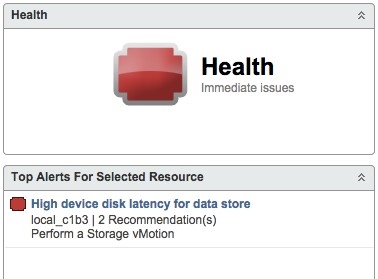 Health
Health
Immediate issues
Top Alerts For Selected Resource
High device disk latency for data store
local_c1b3 | 2 Recommendation(s)
Perform a Storage vMotion